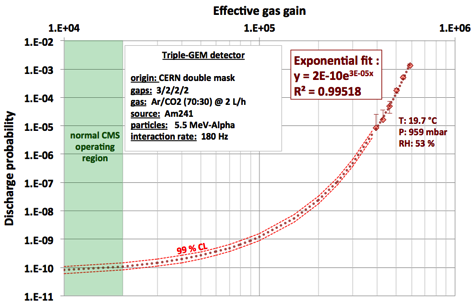 Effective gas gain
1.E+04 1.E+05 1.E+06
1.E-02
1.E-03
1.E-04
1.E-05
1.E-06
1.E-07
1.E-08
1.E-09
1.E-10
1.E-11
Discharge probability
normal CMS
operating
region
Triple-GEM detector
origin: CERN double mask
gaps: 3/2/2/2
gas: Ar/CO2 (70:30) @ 2 L/h
source: Am241
particles: 5.5 MeV-Alpha
interaction rate: 180 Hz
Exponential fit :
y = 2E-10e^3E-05x
R² = 0.99518
T: 19.7 °C
P: 959 mbar
RH: 53 %
99 % CL